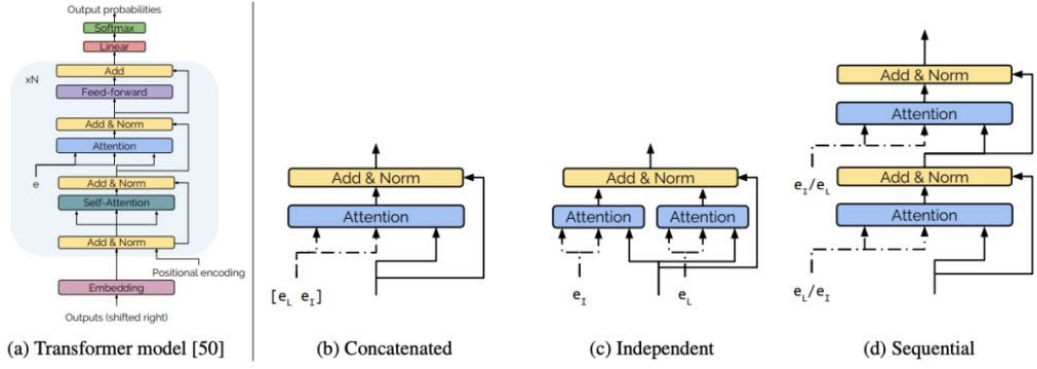 Output probabilities
Softmax
Linear
xN
Add
Feed-forward
Add & Norm
Attention
e
Add & Norm
Self-Attention
Add & Norm
Positional encoding
Embedding
Outputs (shifted right)
(a) Transformer model [50]
Add & Norm
Attention
[e_L e_I]
(b) Concatenated
Add & Norm
Attention
Attention
e_I
e_L
(c) Independent
Add & Norm
Attention
e_I/e_L
Add & Norm
Attention
e_L/e_I
(d) Sequential